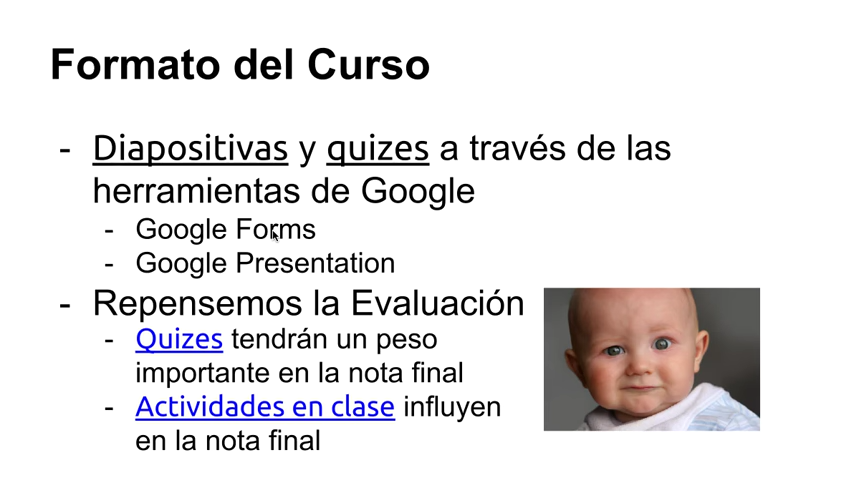 Formato del Curso
- Diapositivas y quizes a través de las
herramientas de Google
- Google Forms
- Google Presentation
- Repensemos la Evaluación
- Quizes tendrán un peso
importante en la nota final
- Actividades en clase influyen
en la nota final